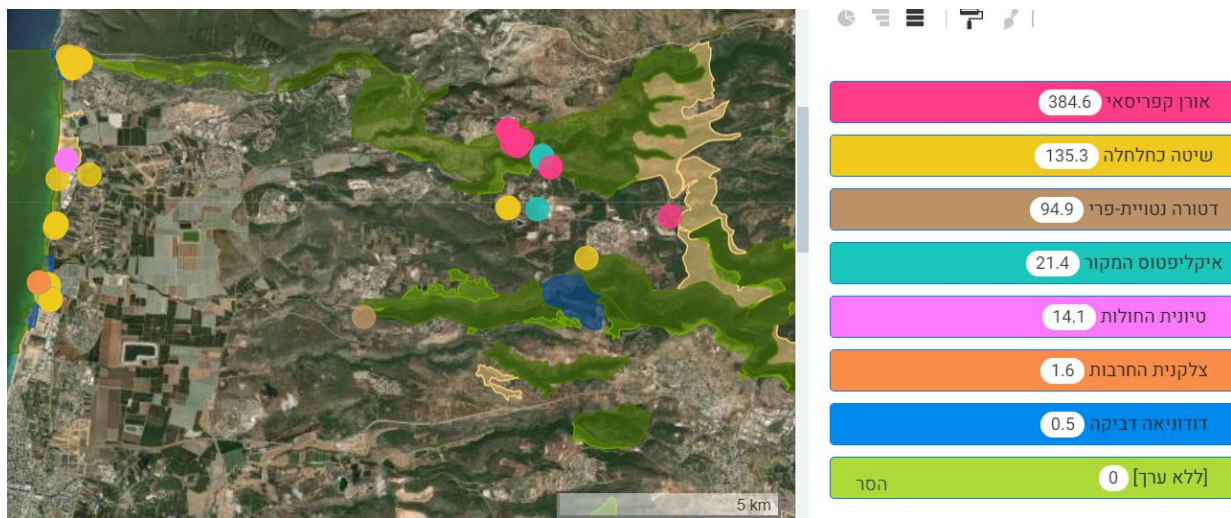 אורן קפריסאי 384.6
שיטה כחלחלה 135.3
דטורה נטויית-פרי 94.9
איקליפטוס המקור 21.4
טיונית החולות 14.1
צלקנית החרבות 1.6
דודוניאה דביקה 0.5
[ללא ערך] 0 הסר
5 km